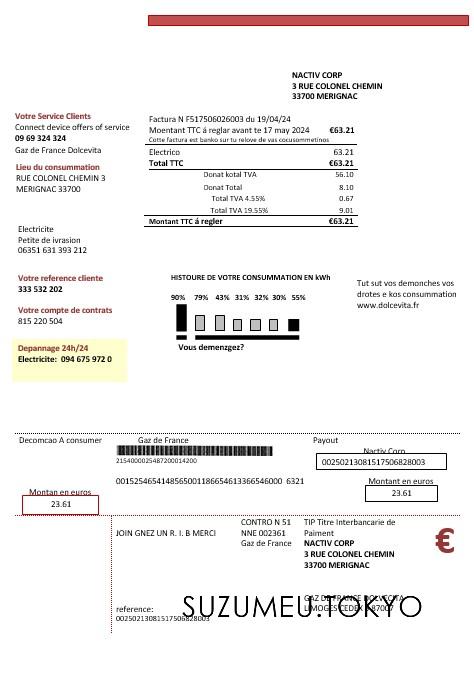 NACTIV CORP
3 RUE COLONEL CHEMIN
33700 MERIGNAC
Votre Service Clients
Connect device offers of service
09 69 324 324
Gaz de France Dolcevita
Lieu du consummation
RUE COLONEL CHEMIN 3
MERIGNAC 33700
Factura N F517506026003 du 19/04/24
Moentant TTC á reglar avant te 17 may 2024 €63.21
Cotte factura est banko sur tu relove de vas cocusommetinos
Electrico 63.21
Total TTC €63.21
Donat kotal TVA 56.10
Donat Total 8.10
Total TVA 4.55% 0.67
Total TVA 19.55% 9.01
Montant TTC á regler €63.21
Electricite
Petite de ivrasion
06351 631 393 212
Votre reference cliente
333 532 202
Votre compte de contrats
815 220 504
Depannage 24h/24
Electricite: 094 675 972 0
HISTOURE DE VOTRE CONSUMMATION EN kWh
90% 79% 43% 31% 32% 30% 55%
Vous demenzgez?
Tut sut vos demonches vos
drotes e kos consummation
www.dolcevita.fr
Decomcao A consumer Gaz de France Payout
Nactiv Corp
2154000025487200014200
00250213081517506828003
00152546541485650011866546133665460​00 6321
Montant en euros
23.61
Montan en euros
23.61
JOIN GNEZ UN R. I. B MERCI
CONTRO N 51
NNE 002361
Gaz de France
TIP Titre Interbancarie de
Paiment
NACTIV CORP
3 RUE COLONEL CHEMIN
33700 MERIGNAC
€
GAZ DE FRANCE DOLVECITA
LIMOGES CEDEX 9 87007
reference:
00250213081517506828003
SUZUMEU.TOKYO